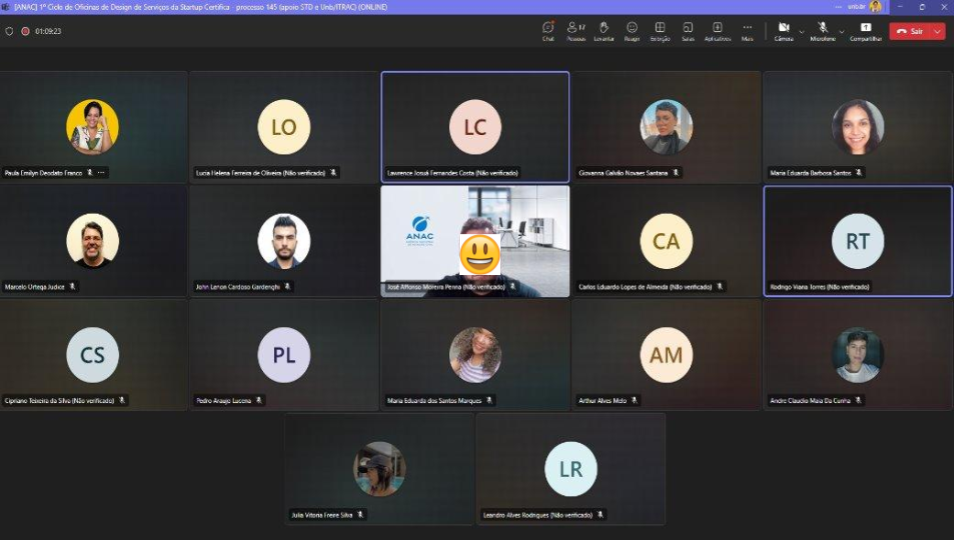 [ANAC] 1º Ciclo de Oficinas de Design de Serviços da Startup Certifica - processo 145 (apoio STD e Unb/ITRAC) (ONLINE)
unb.br
01:09:23
Chat
Pessoas
17
Levantar
Reagir
Exibição
Salas
Aplicativos
Mais
Câmera
Microfone
Compartilhar
Sair
Paula Emilyn Deodato Franco
LO
Lucia Helena Ferreira de Oliveira (Não verificado)
LC
Lawrence Josuá Fernandes Costa (Não verificado)
Giovanna Galvão Novaes Santana
Maria Eduarda Barbosa Santos
Marcelo Ortega Judice
John Lenon Cardoso Gardenghi
ANAC
José Affonso Moreira Penna (Não verificado)
CA
Carlos Eduardo Lopes de Almeida (Não verificado)
RT
Rodrigo Viana Torres (Não verificado)
CS
Cipriano Teixeira da Silva (Não verificado)
PL
Pedro Araujo Lucena
Maria Eduarda dos Santos Marques
AM
Arthur Alves Melo
Andre Claudio Maia Da Cunha
Julia Vitoria Freire Silva
LR
Leandro Alves Rodrigues (Não verificado)